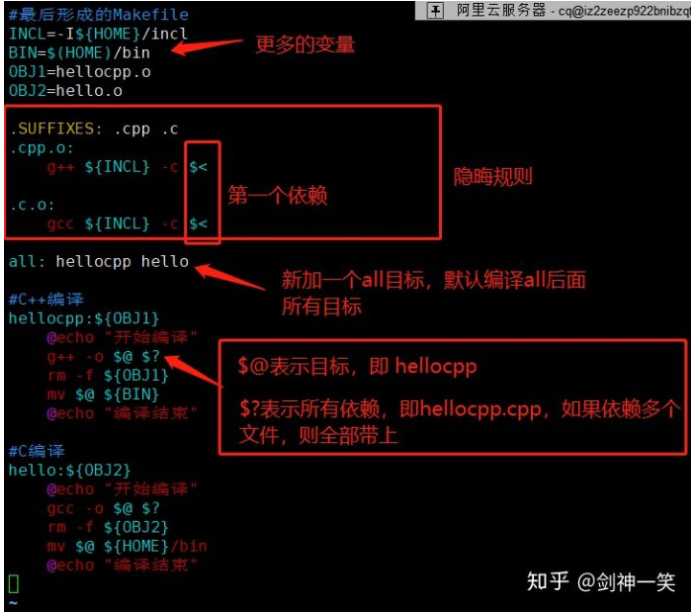 #最后形成的Makefile
阿里云服务器 - cq@iz2zeezp922bnibzqt
INCL=-I${HOME}/incl
BIN=$(HOME)/bin
更多的变量
OBJ1=hellocpp.o
OBJ2=hello.o
.SUFFIXES: .cpp .c
.cpp.o:
g++ ${INCL} -c $<
第一个依赖
隐晦规则
.c.o:
gcc ${INCL} -c $<
all: hellocpp hello
新加一个all目标，默认编译all后面
所有目标
#C++编译
hellocpp:${OBJ1}
@echo "开始编译"
g++ -o $@ $?
rm -f ${OBJ1}
mv $@ ${BIN}
@echo "编译结束"
$@表示目标，即 hellocpp
$?表示所有依赖，即hellocpp.cpp，如果依赖多个
文件，则全部带上
#C编译
hello:${OBJ2}
@echo "开始编译"
gcc -o $@ $?
rm -f ${OBJ2}
mv $@ ${HOME}/bin
@echo "编译结束"
~
知乎 @剑神一笑